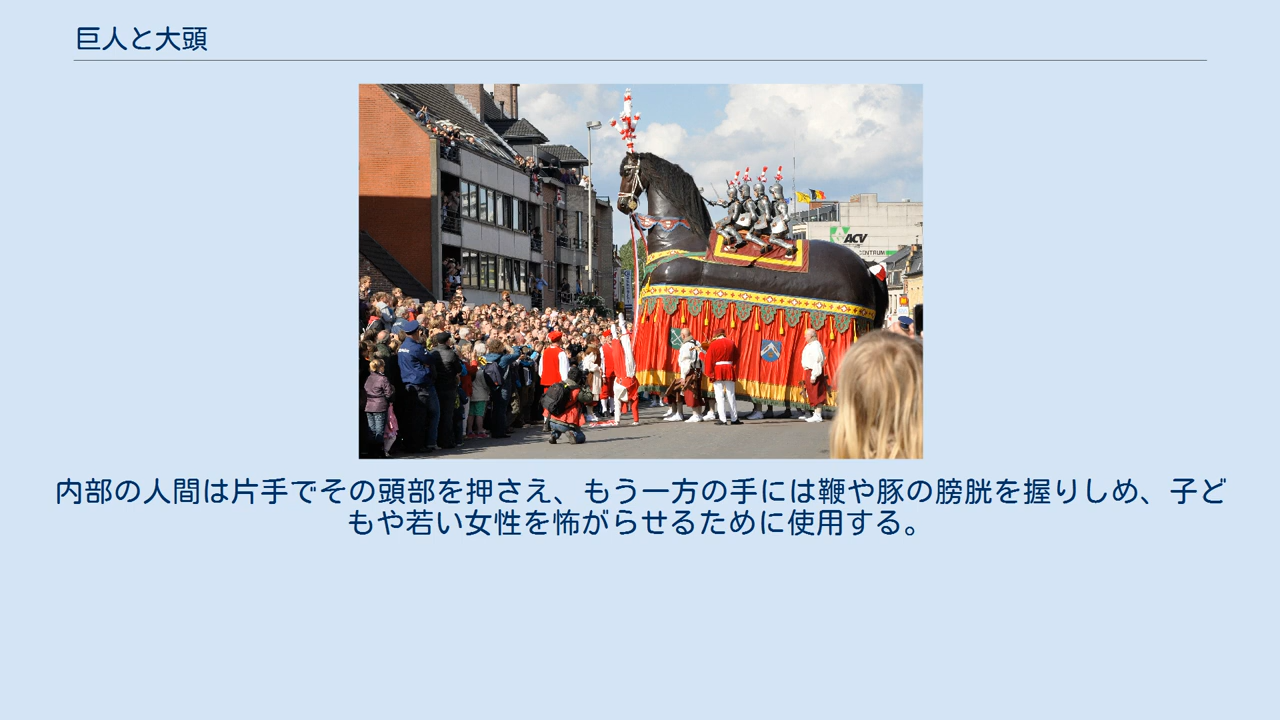 巨人と大頭
ACV
CENTRUM
内部の人間は片手でその頭部を押さえ、もう一方の手には鞭や豚の膀胱を握りしめ、子ど
もや若い女性を怖がらせるために使用する。